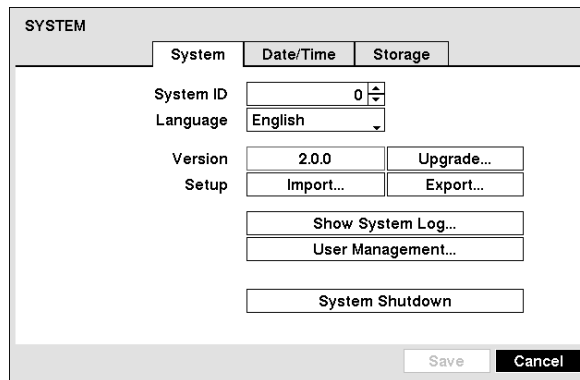 SYSTEM
System Date/Time Storage
System ID 0
Language English
Version 2.0.0 Upgrade...
Setup Import... Export...
Show System Log...
User Management...
System Shutdown
Save Cancel